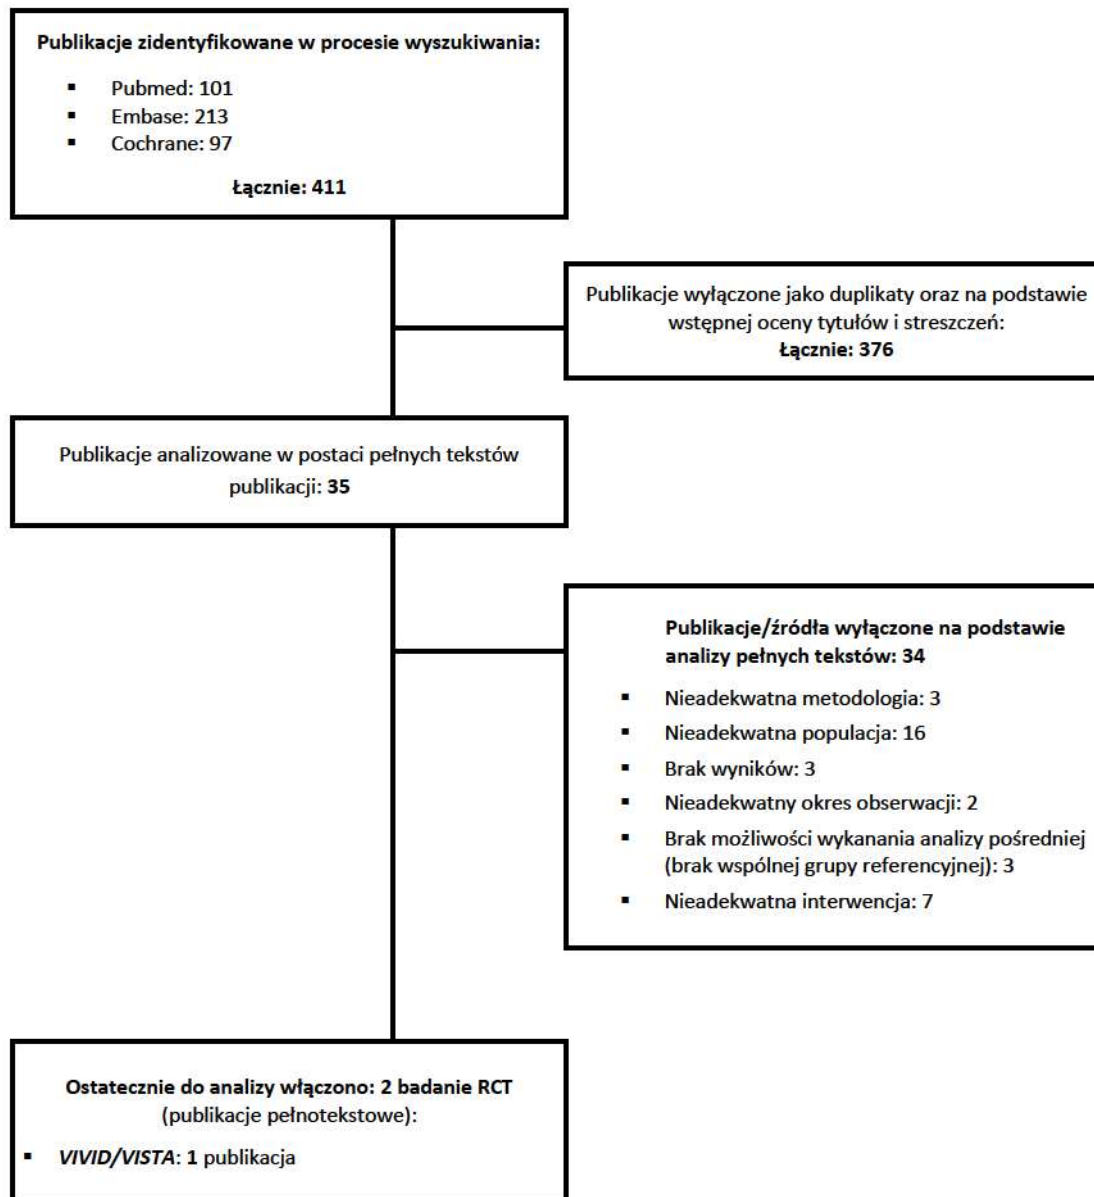 Publikacje zidentyfikowane w procesie wyszukiwania:
▪ Pubmed: 101
▪ Embase: 213
▪ Cochrane: 97
Łącznie: 411
Publikacje wyłączone jako duplikaty oraz na podstawie
wstępnej oceny tytułów i streszczeń:
Łącznie: 376
Publikacje analizowane w postaci pełnych tekstów
publikacji: 35
Publikacje/źródła wyłączone na podstawie
analizy pełnych tekstów: 34
▪ Nieadekwatna metodologia: 3
▪ Nieadekwatna populacja: 16
▪ Brak wyników: 3
▪ Nieadekwatny okres obserwacji: 2
▪ Brak możliwości wykanania analizy pośredniej
(brak wspólnej grupy referencyjnej): 3
▪ Nieadekwatna interwencja: 7
Ostatecznie do analizy włączono: 2 badanie RCT
(publikacje pełnotekstowe):
▪ VIVID/VISTA: 1 publikacja